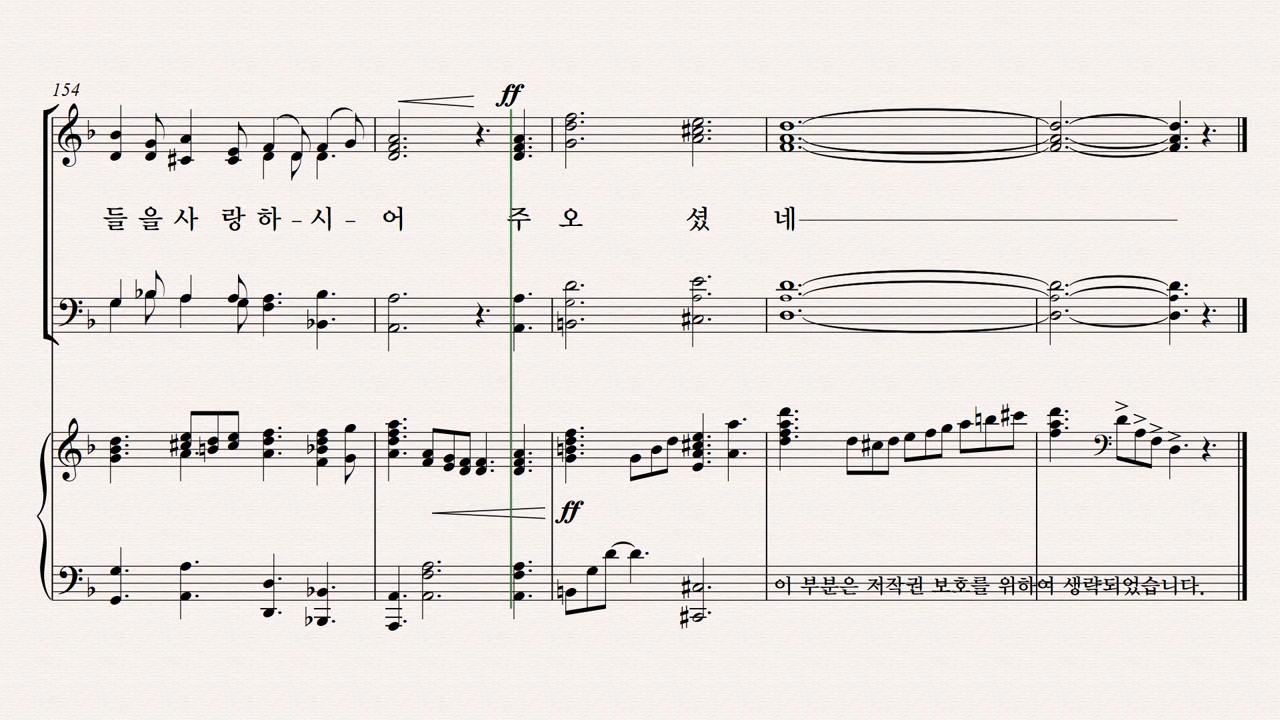 154
ff
들 을 사 랑 하 – 시 – 어 주 오 셨 네
ff
이 부분은 저작권 보호를 위하여 생략되었습니다.